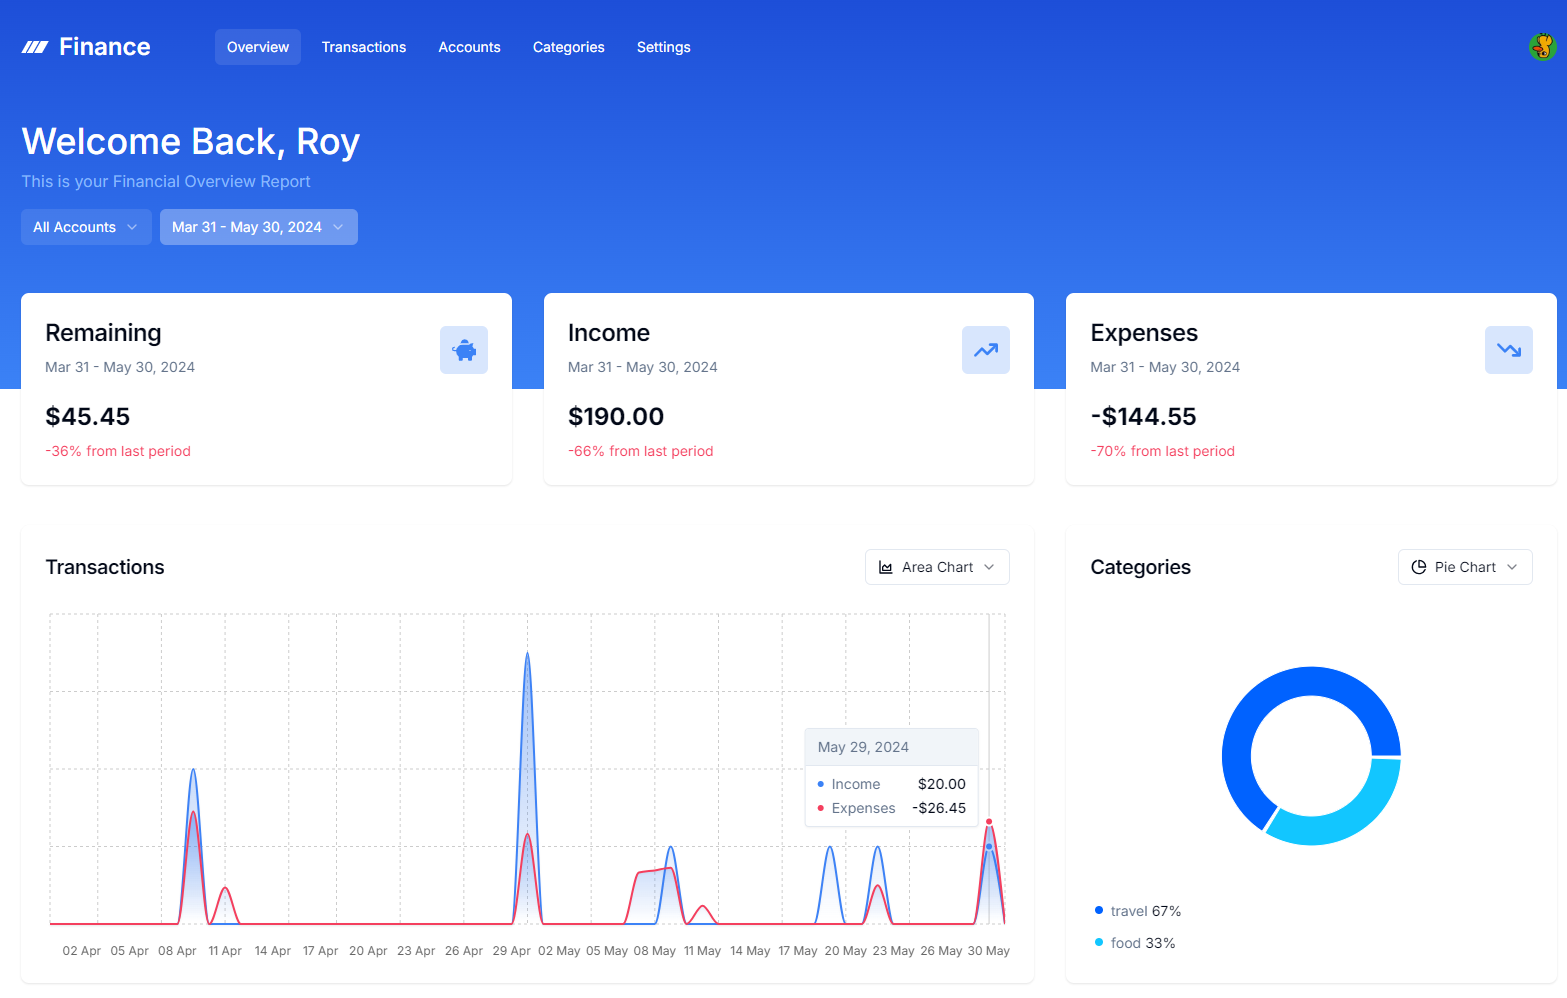 Finance
Overview Transactions Accounts Categories Settings
Welcome Back, Roy
This is your Financial Overview Report
All Accounts Mar 31 - May 30, 2024
Remaining
Mar 31 - May 30, 2024
$45.45
-36% from last period
Income
Mar 31 - May 30, 2024
$190.00
-66% from last period
Expenses
Mar 31 - May 30, 2024
-$144.55
-70% from last period
Transactions
Area Chart
May 29, 2024
Income $20.00
Expenses -$26.45
02 Apr 05 Apr 08 Apr 11 Apr 14 Apr 17 Apr 20 Apr 23 Apr 26 Apr 29 Apr 02 May 05 May 08 May 11 May 14 May 17 May 20 May 23 May 26 May 30 May
Categories
Pie Chart
travel 67%
food 33%